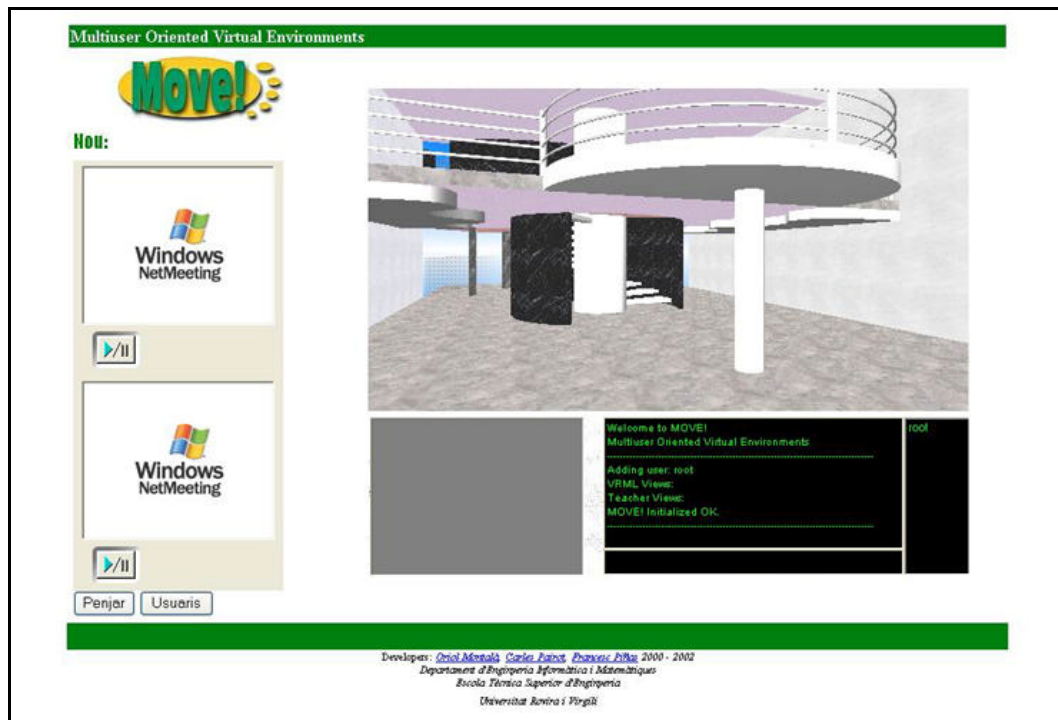 Multiuser Oriented Virtual Environments
Move!
Nou:
Windows
NetMeeting
▶/II
Windows
NetMeeting
▶/II
Penjar Usuaris
Welcome to MOVE!
Multiuser Oriented Virtual Environments
Adding user: root
VRML Views:
Teacher Views:
MOVE! Initialized OK.
root
Developers: Oriol Montalà, Carles Pairot, Francesc Piñas 2000 - 2002
Departament d'Enginyeria Informàtica i Matemàtiques
Escola Tècnica Superior d'Enginyeria
Universitat Rovira i Virgili